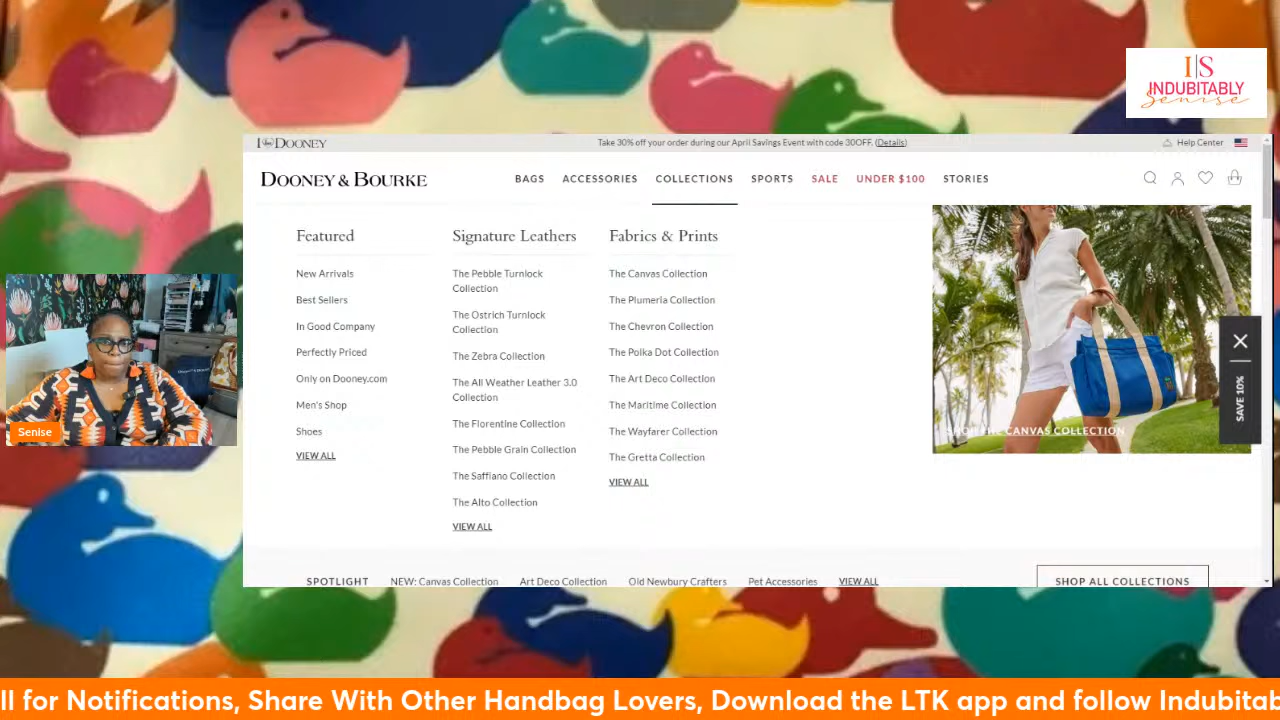 I|S
INDUBITABLY
Senise
DOONEY
Take 30% off your order during our April Savings Event with code 30OFF. (Details)
Help Center
DOONEY & BOURKE
BAGS ACCESSORIES COLLECTIONS SPORTS SALE UNDER $100 STORIES
Featured
New Arrivals
Best Sellers
In Good Company
Perfectly Priced
Only on Dooney.com
Men's Shop
Shoes
VIEW ALL
Signature Leathers
The Pebble Turnlock
Collection
The Ostrich Turnlock
Collection
The Zebra Collection
The All Weather Leather 3.0
Collection
The Florentine Collection
The Pebble Grain Collection
The Saffiano Collection
The Alto Collection
VIEW ALL
Fabrics & Prints
The Canvas Collection
The Plumeria Collection
The Chevron Collection
The Polka Dot Collection
The Art Deco Collection
The Maritime Collection
The Wayfarer Collection
The Gretta Collection
VIEW ALL
SHOP THE CANVAS COLLECTION
SAVE 10%
Senise
SPOTLIGHT NEW: Canvas Collection Art Deco Collection Old Newbury Crafters Pet Accessories VIEW ALL
SHOP ALL COLLECTIONS
ll for Notifications, Share With Other Handbag Lovers, Download the LTK app and follow Indubitab